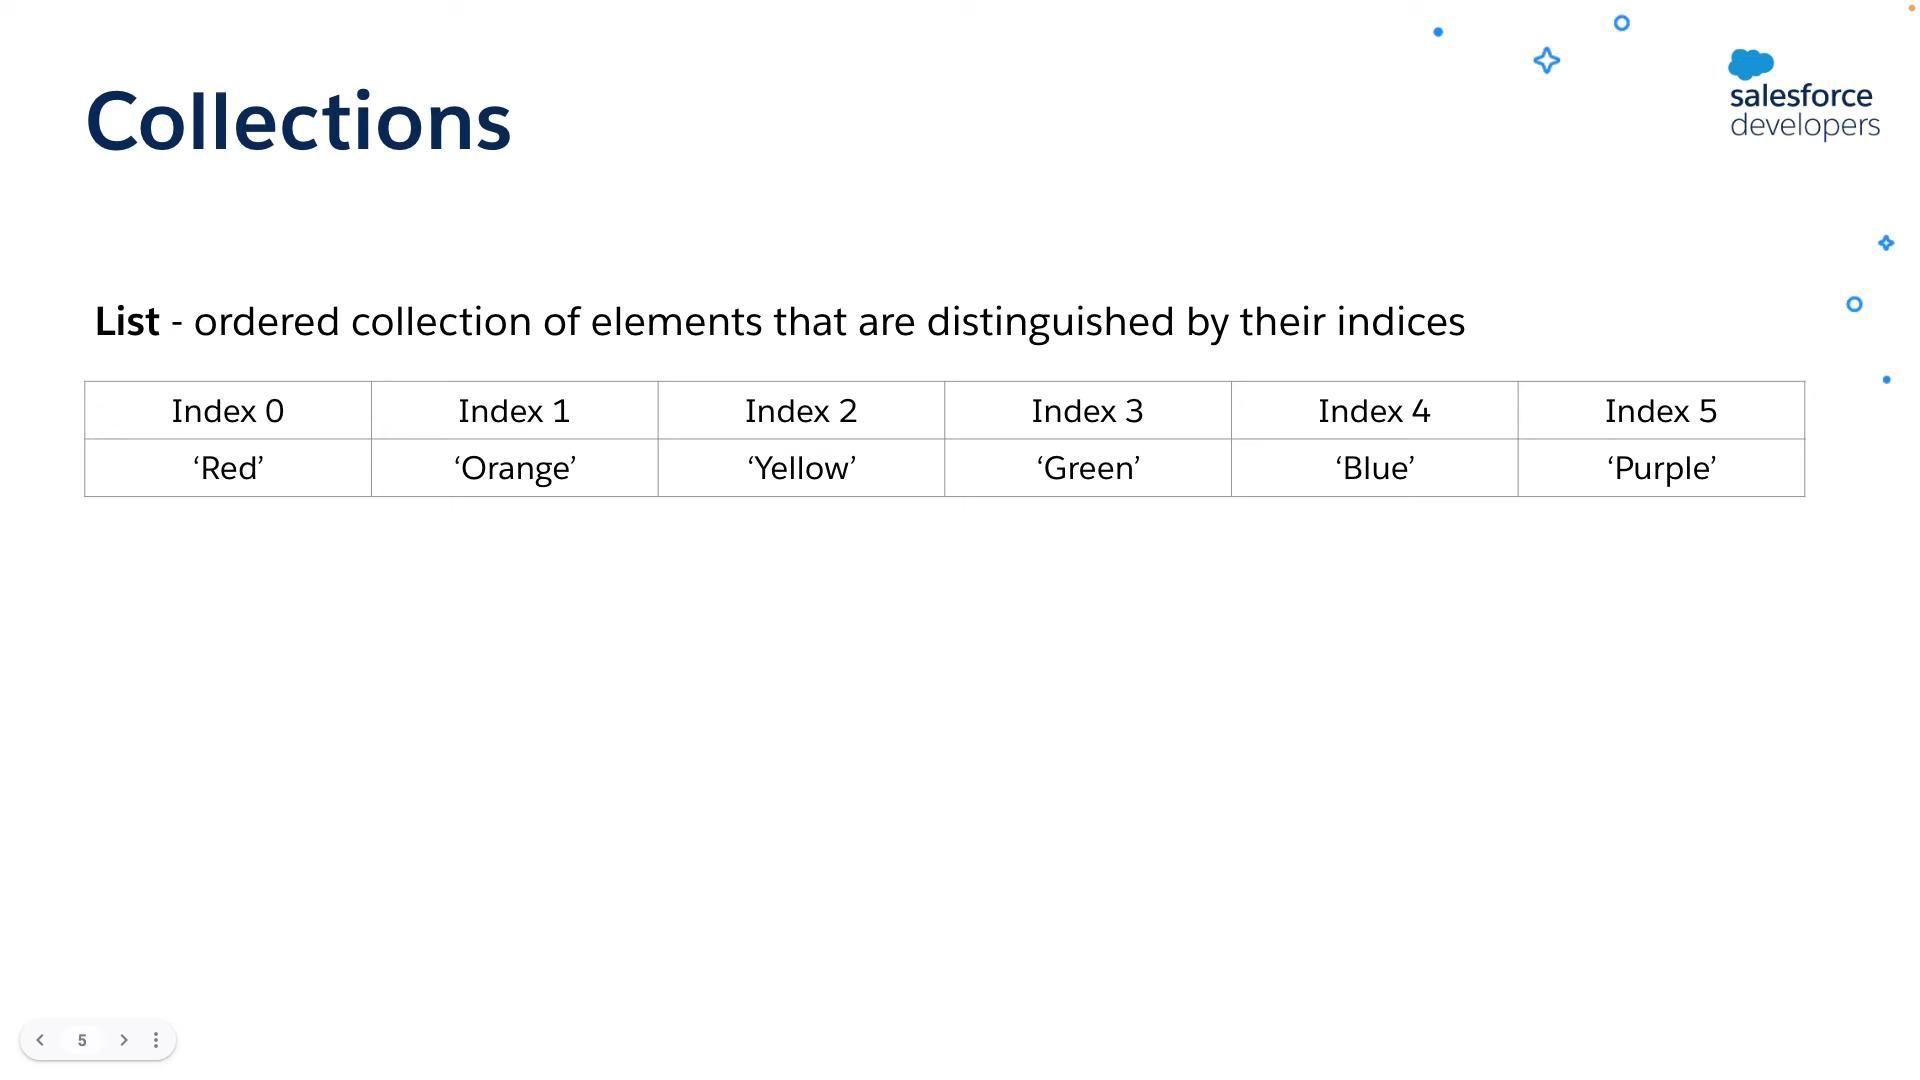 Collections
salesforce
developers
List - ordered collection of elements that are distinguished by their indices
Index 0 Index 1 Index 2 Index 3 Index 4 Index 5
‘Red’ ‘Orange’ ‘Yellow’ ‘Green’ ‘Blue’ ‘Purple’
5